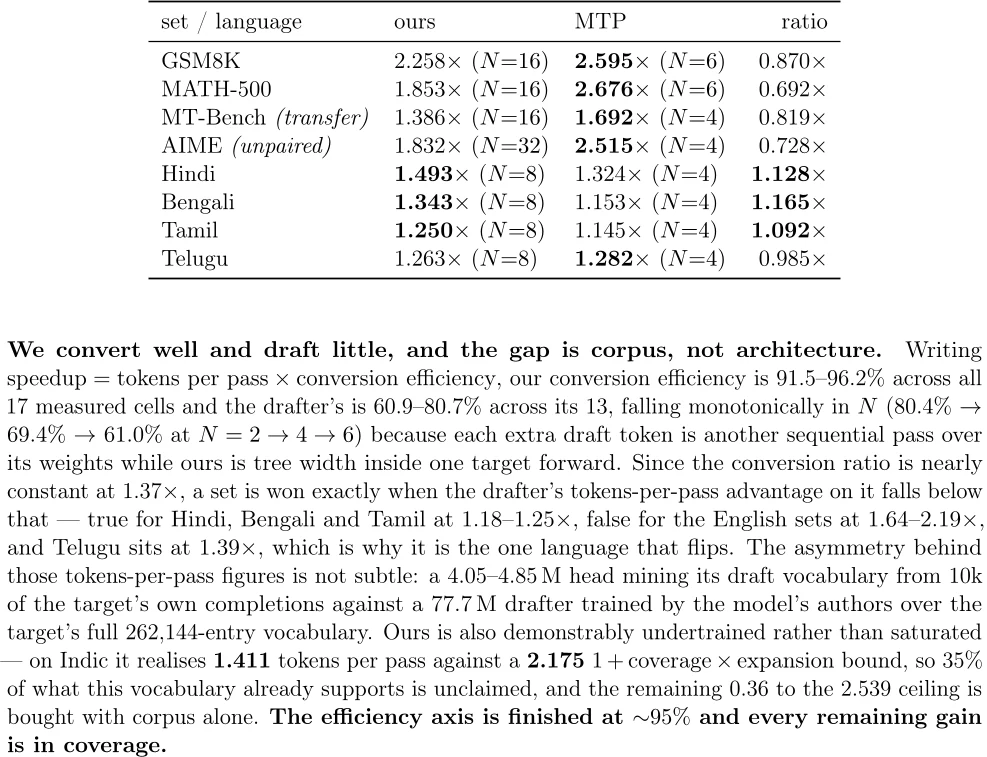 set / language ours MTP ratio
GSM8K 2.258× (N=16) 2.595× (N=6) 0.870×
MATH-500 1.853× (N=16) 2.676× (N=6) 0.692×
MT-Bench (transfer) 1.386× (N=16) 1.692× (N=4) 0.819×
AIME (unpaired) 1.832× (N=32) 2.515× (N=4) 0.728×
Hindi 1.493× (N=8) 1.324× (N=4) 1.128×
Bengali 1.343× (N=8) 1.153× (N=4) 1.165×
Tamil 1.250× (N=8) 1.145× (N=4) 1.092×
Telugu 1.263× (N=8) 1.282× (N=4) 0.985×
We convert well and draft little, and the gap is corpus, not architecture. Writing
speedup = tokens per pass × conversion efficiency, our conversion efficiency is 91.5–96.2% across all
17 measured cells and the drafter's is 60.9–80.7% across its 13, falling monotonically in N (80.4% →
69.4% → 61.0% at N = 2 → 4 → 6) because each extra draft token is another sequential pass over
its weights while ours is tree width inside one target forward. Since the conversion ratio is nearly
constant at 1.37×, a set is won exactly when the drafter's tokens-per-pass advantage on it falls below
that — true for Hindi, Bengali and Tamil at 1.18–1.25×, false for the English sets at 1.64–2.19×,
and Telugu sits at 1.39×, which is why it is the one language that flips. The asymmetry behind
those tokens-per-pass figures is not subtle: a 4.05–4.85 M head mining its draft vocabulary from 10k
of the target's own completions against a 77.7 M drafter trained by the model's authors over the
target's full 262,144-entry vocabulary. Ours is also demonstrably undertrained rather than saturated
— on Indic it realises 1.411 tokens per pass against a 2.175 1 + coverage × expansion bound, so 35%
of what this vocabulary already supports is unclaimed, and the remaining 0.36 to the 2.539 ceiling is
bought with corpus alone. The efficiency axis is finished at ∼95% and every remaining gain
is in coverage.